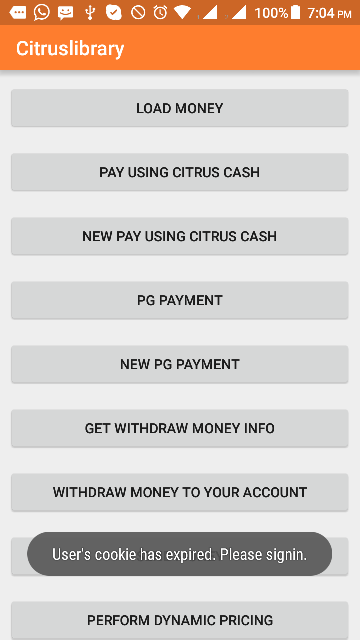 100% 7:04 PM
Citruslibrary
LOAD MONEY
PAY USING CITRUS CASH
NEW PAY USING CITRUS CASH
PG PAYMENT
NEW PG PAYMENT
GET WITHDRAW MONEY INFO
WITHDRAW MONEY TO YOUR ACCOUNT
User's cookie has expired. Please signin.
PERFORM DYNAMIC PRICING